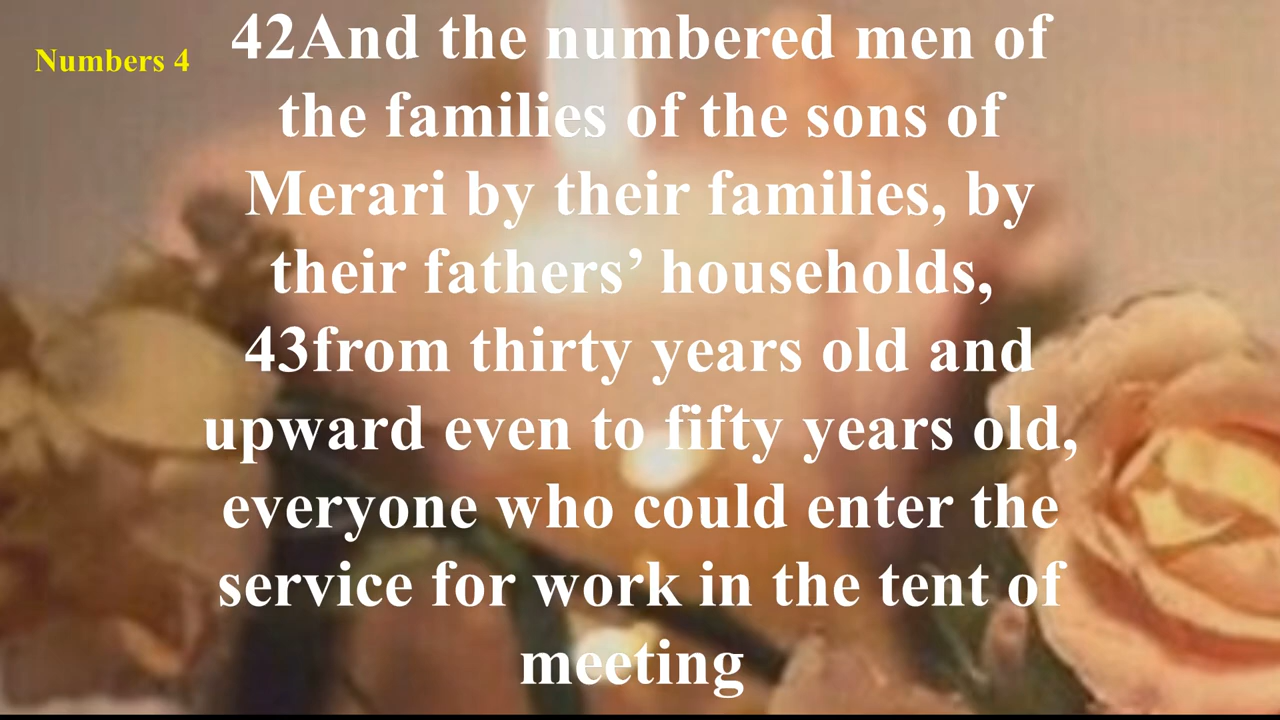 Numbers 4
42And the numbered men of
the families of the sons of
Merari by their families, by
their fathers’ households,
43from thirty years old and
upward even to fifty years old,
everyone who could enter the
service for work in the tent of
meeting